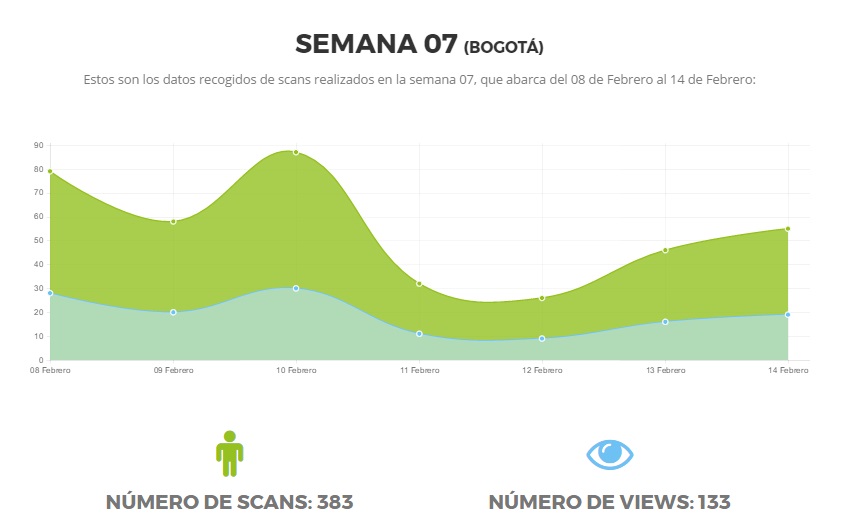 SEMANA 07 (BOGOTÁ)
Estos son los datos recogidos de scans realizados en la semana 07, que abarca del 08 de Febrero al 14 de Febrero:
90
80
70
60
50
40
30
20
10
0
08 Febrero 09 Febrero 10 Febrero 11 Febrero 12 Febrero 13 Febrero 14 Febrero
NÚMERO DE SCANS: 383 NÚMERO DE VIEWS: 133